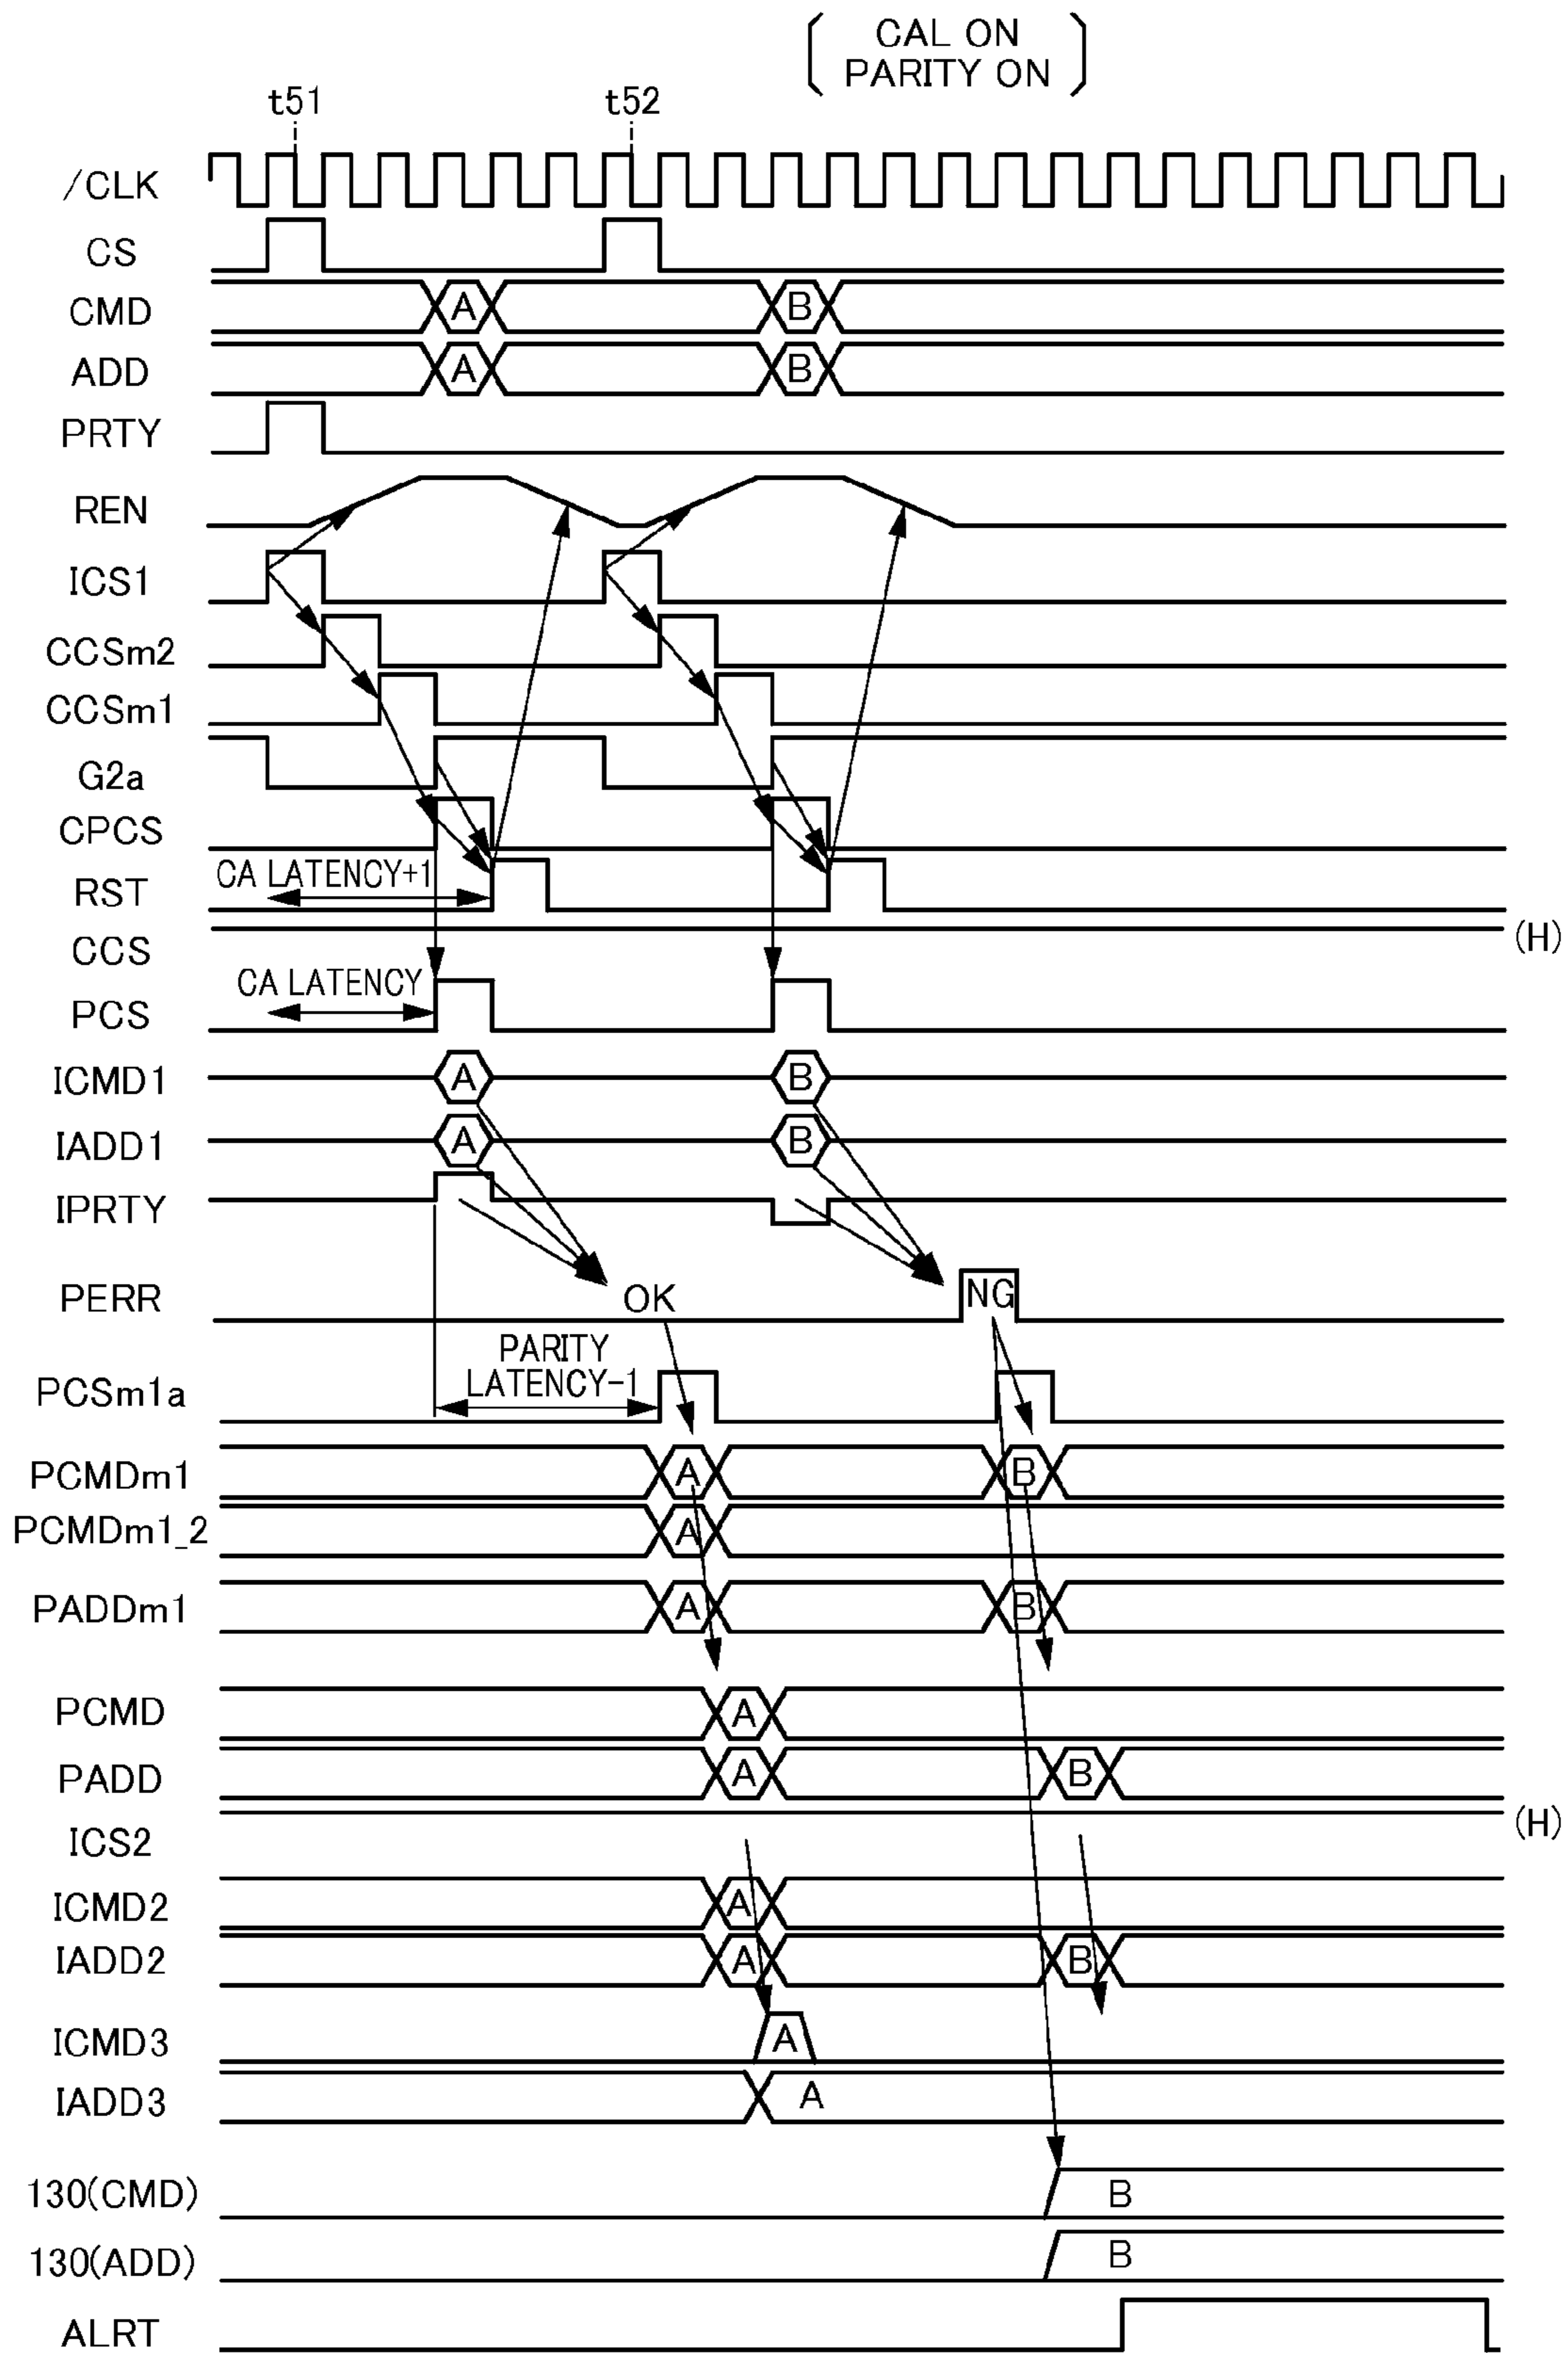 CAL ON
PARITY ON
t51 t52
/CLK
CS
CMD A B
ADD A B
PRTY
REN
ICS1
CCSm2
CCSm1
G2a
CPCS
CA LATENCY+1
RST
(H)
CCS
CA LATENCY
PCS
ICMD1 A B
IADD1 A B
IPRTY
PERR OK NG
PARITY
LATENCY-1
PCSm1a
PCMDm1 A B
PCMDm1_2 A
PADDm1 A B
PCMD A
PADD A B
(H)
ICS2
ICMD2 A
IADD2 A B
ICMD3 A
IADD3 A
130(CMD) B
130(ADD) B
ALRT